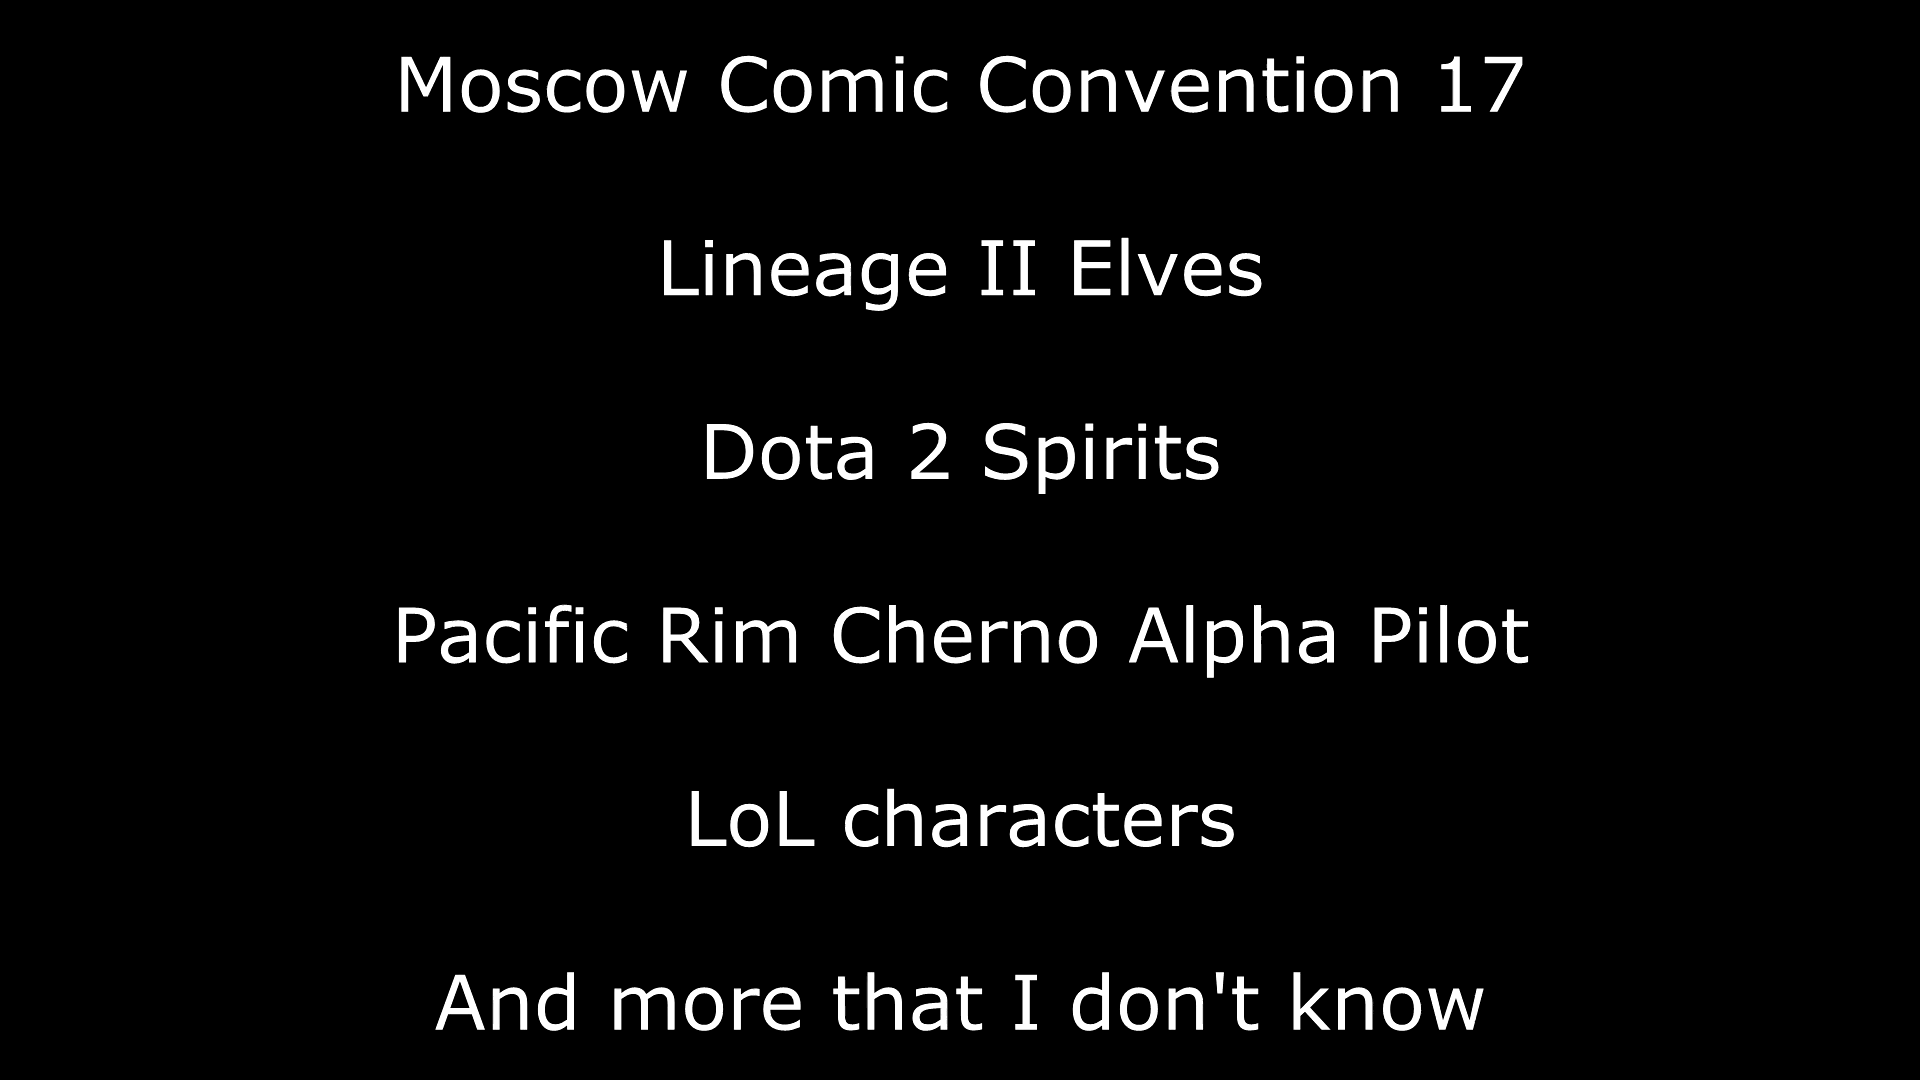 Moscow Comic Convention 17
Lineage II Elves
Dota 2 Spirits
Pacific Rim Cherno Alpha Pilot
LoL characters
And more that I don't know